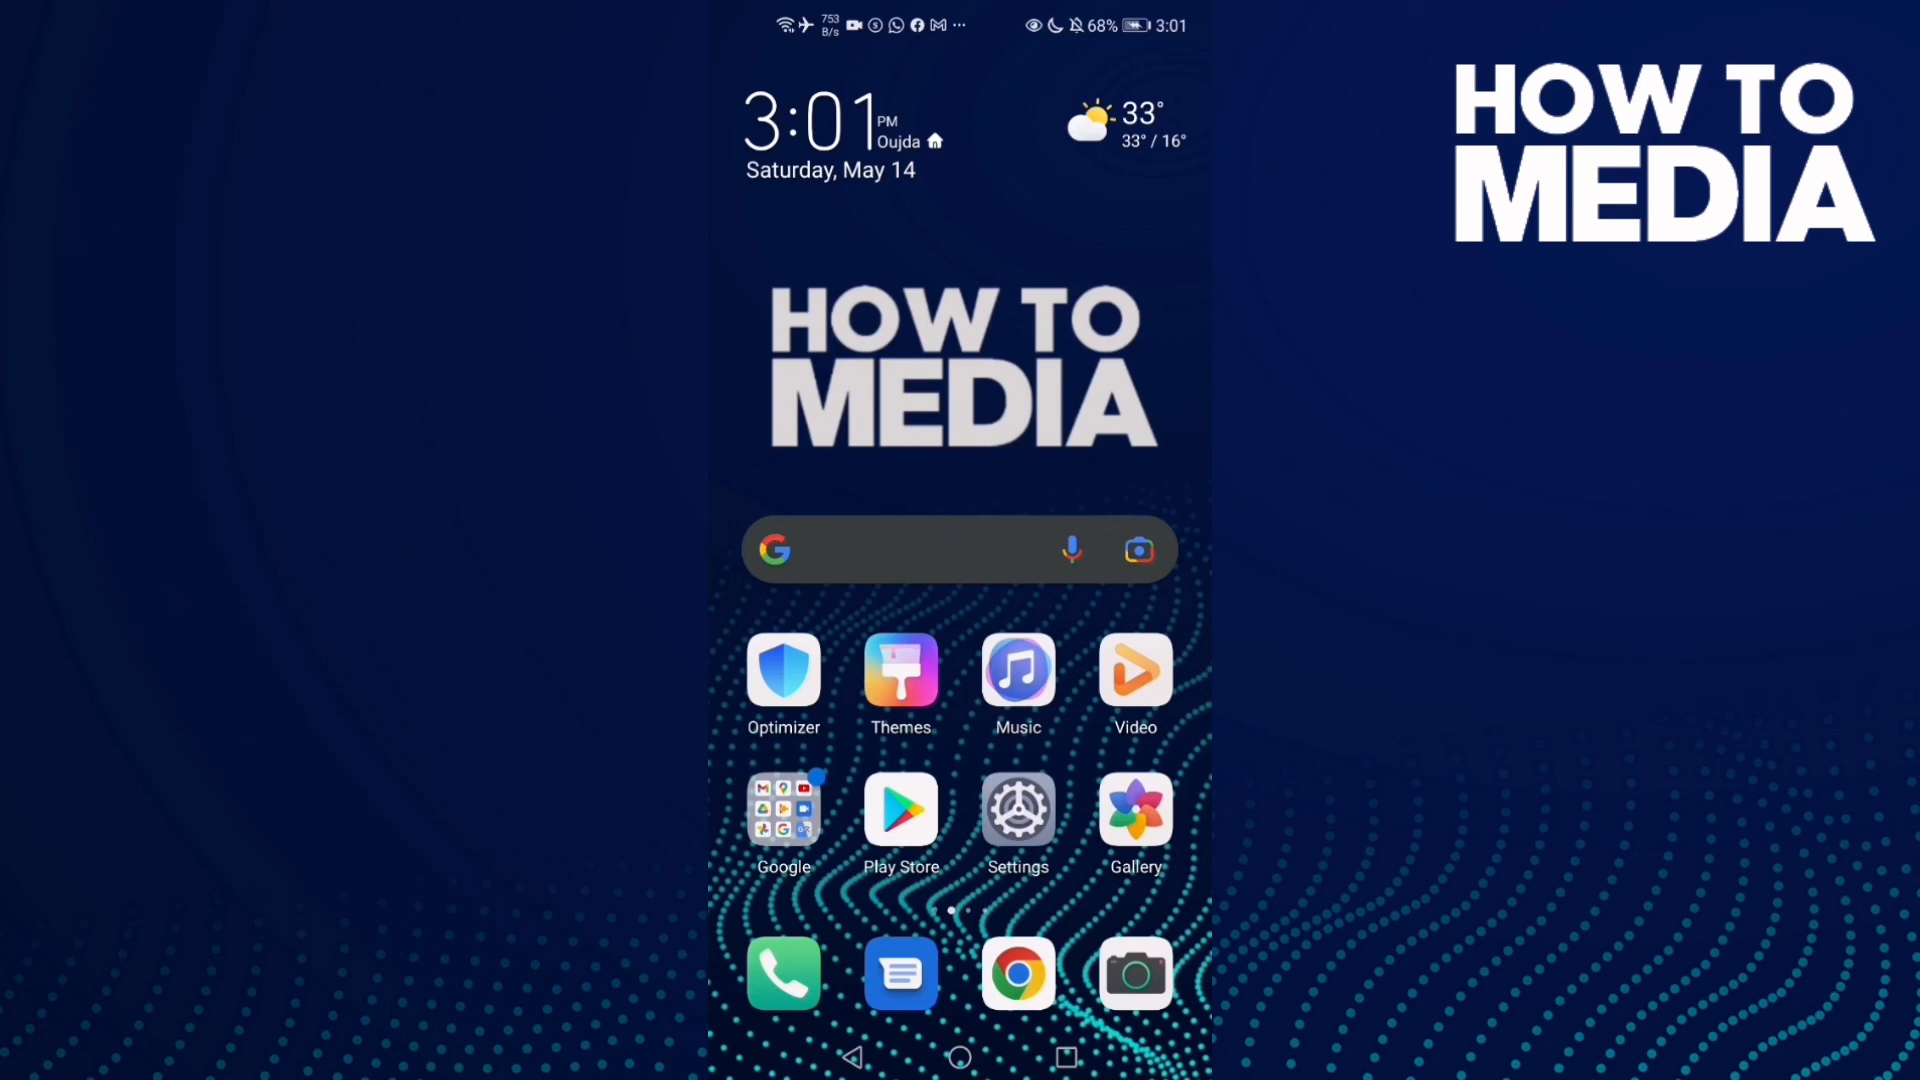 753
B/s
68%
3:01
3:01
PM
Oujda
Saturday, May 14
33°
33° / 16°
HOW TO
MEDIA
HOW TO
MEDIA
Optimizer
Themes
Music
Video
Google
Play Store
Settings
Gallery